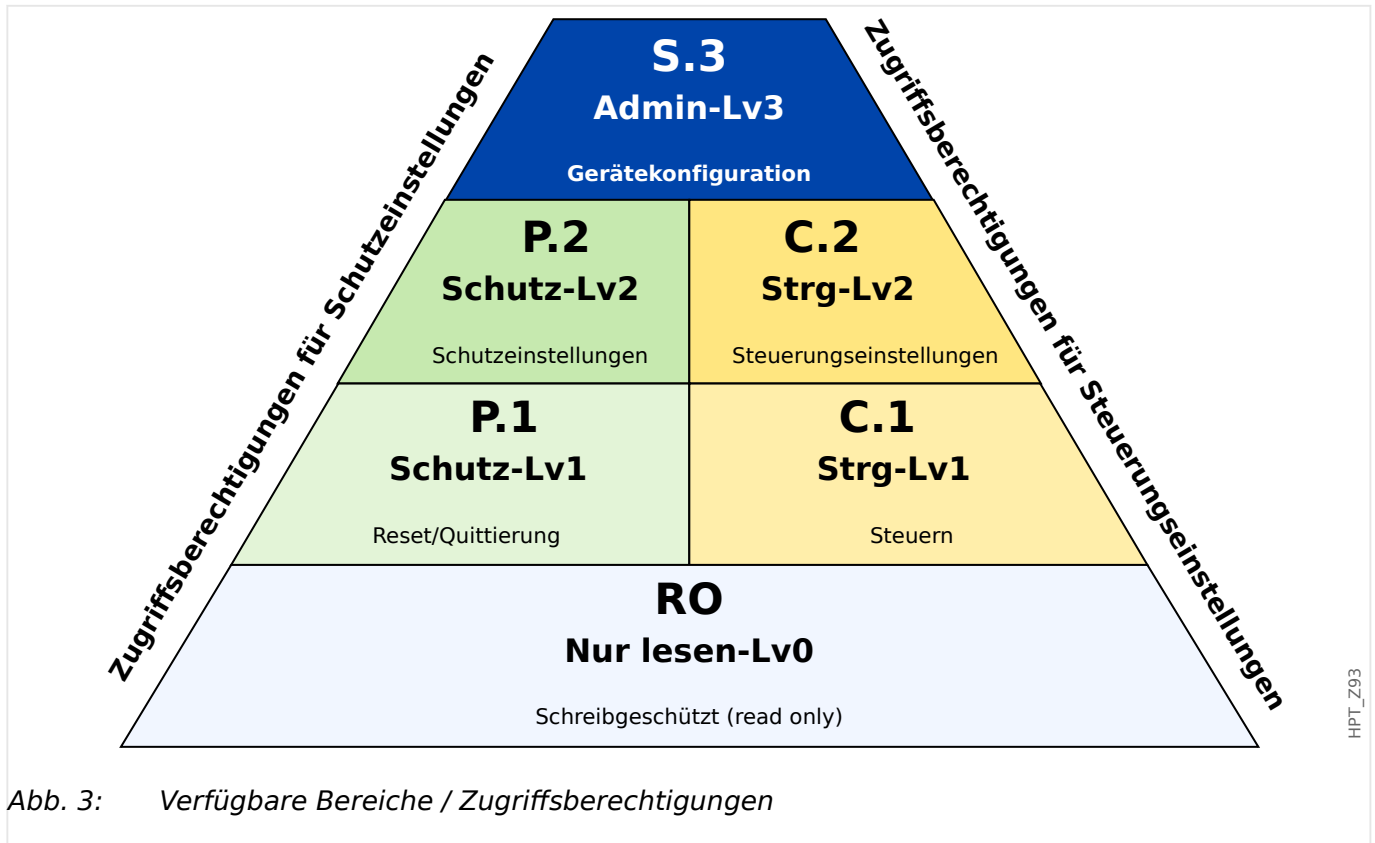 Zugriffsberechtigungen für Schutzeinstellungen
Zugriffsberechtigungen für Steuerungseinstellungen
S.3
Admin-Lv3
Gerätekonfiguration
P.2
Schutz-Lv2
Schutzeinstellungen
C.2
Strg-Lv2
Steuerungseinstellungen
P.1
Schutz-Lv1
Reset/Quittierung
C.1
Strg-Lv1
Steuern
RO
Nur lesen-Lv0
Schreibgeschützt (read only)
HPT_Z93
Abb. 3: Verfügbare Bereiche / Zugriffsberechtigungen